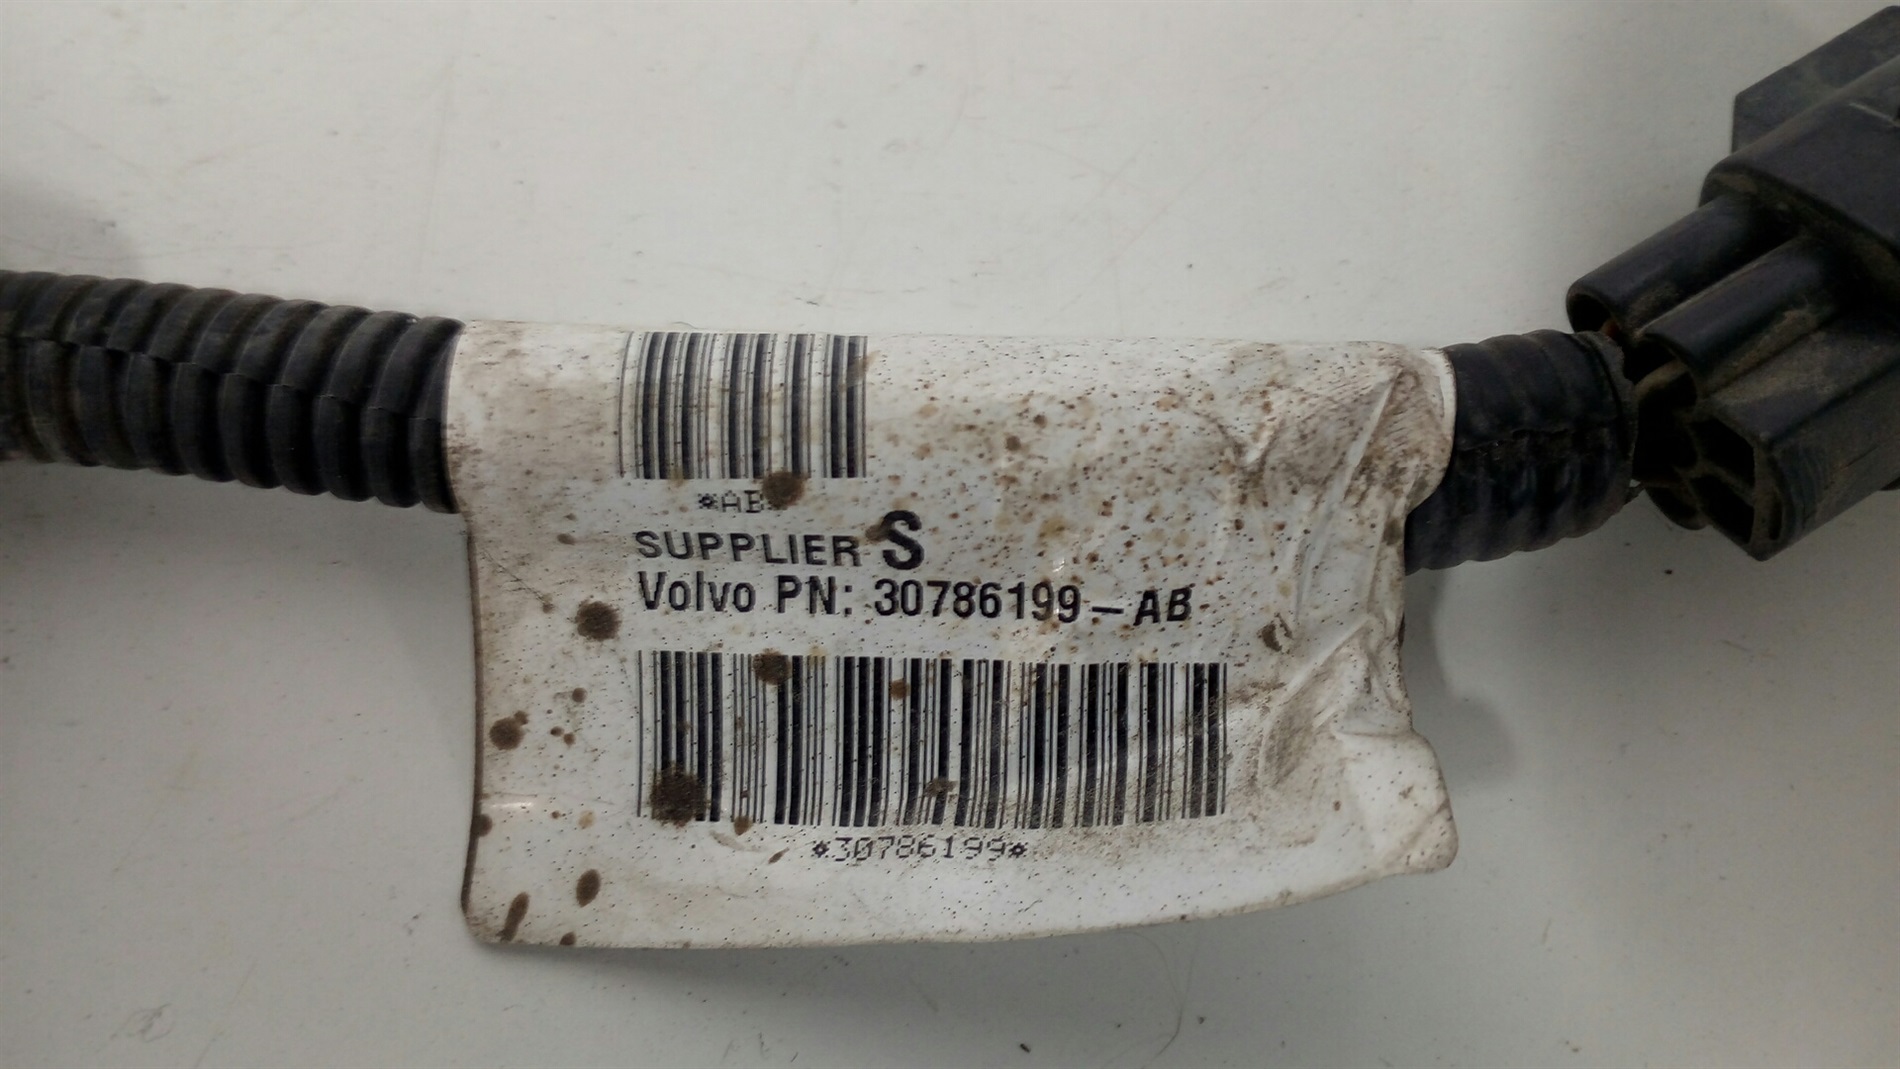 *AB*
SUPPLIER S
Volvo PN: 30786199-AB
*30786199*